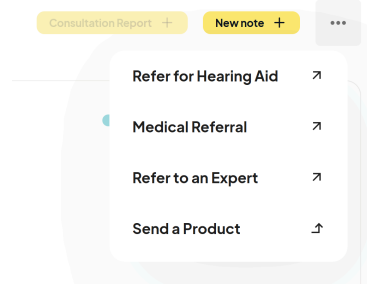 Consultation Report
New note
Refer for Hearing Aid
Medical Referral
Refer to an Expert
Send a Product